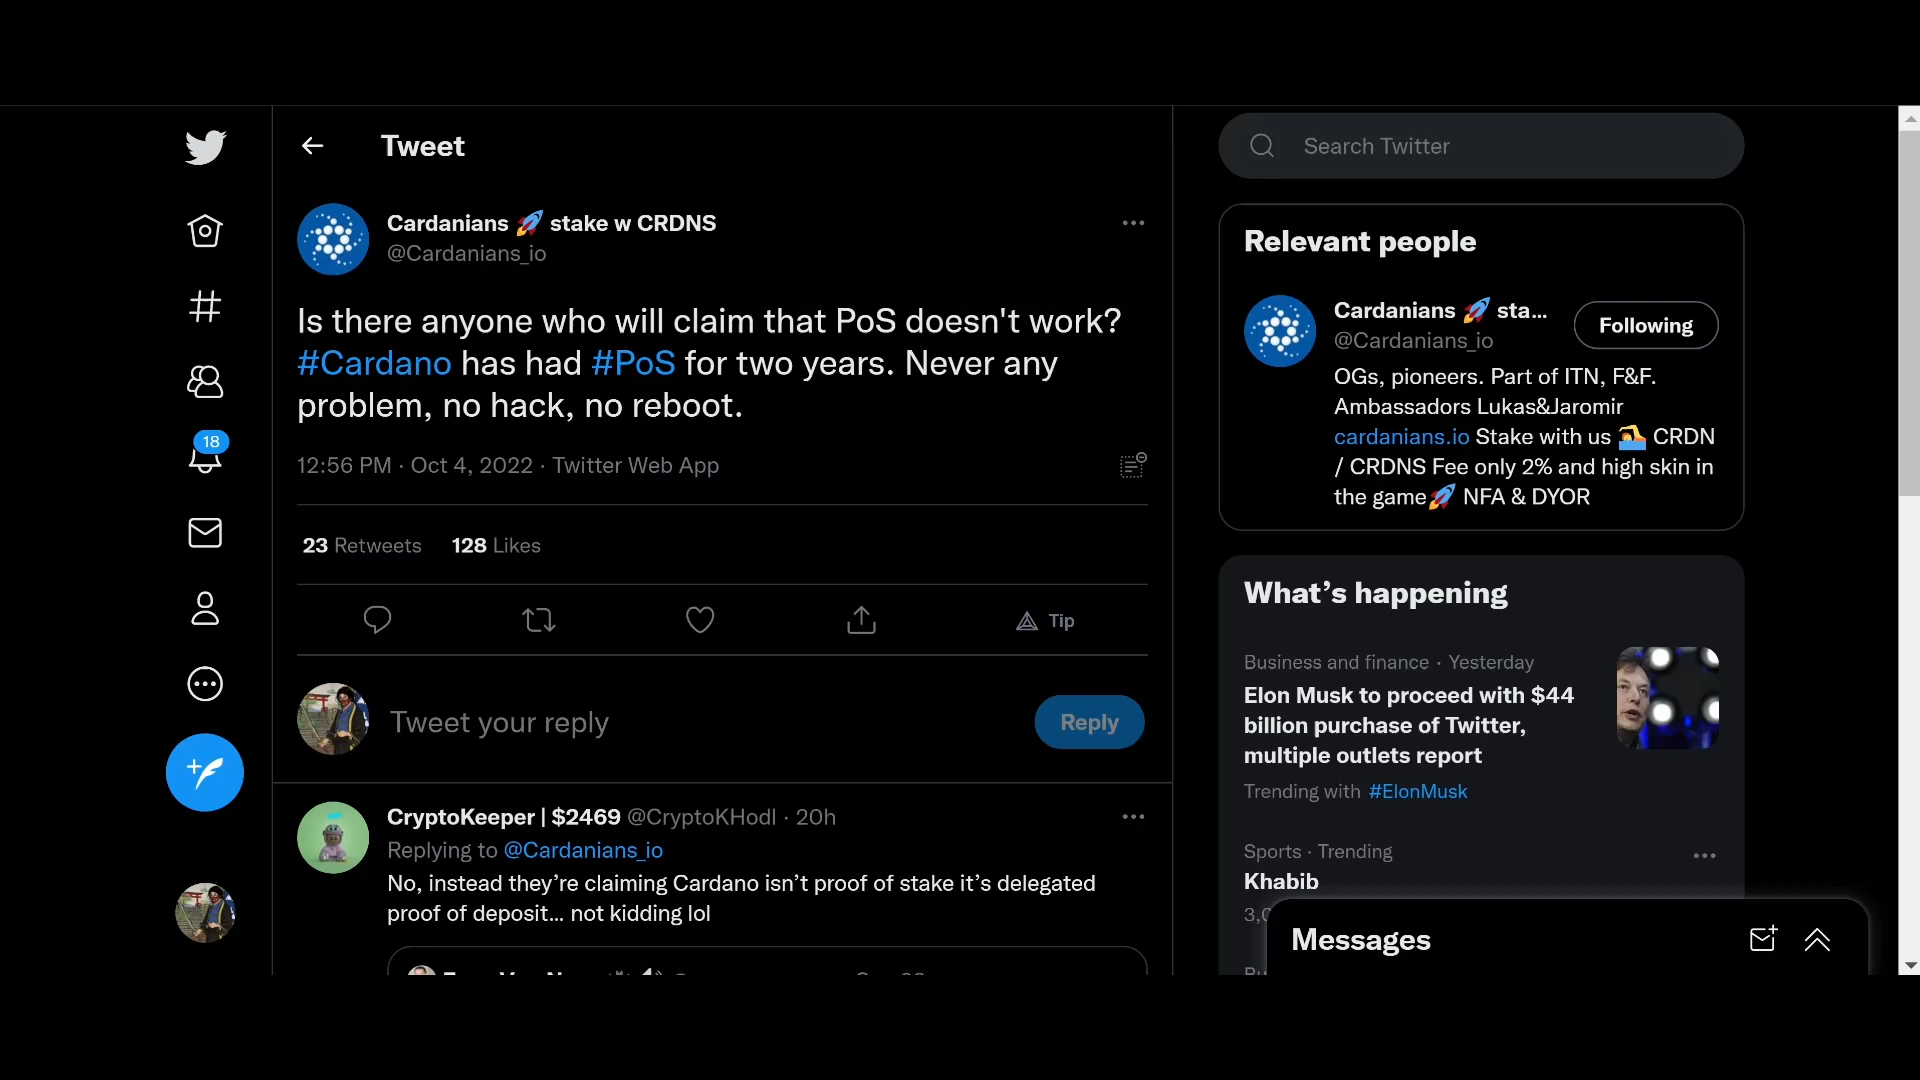 Tweet
Search Twitter
Cardanians 🚀 stake w CRDNS
@Cardanians_io
Is there anyone who will claim that PoS doesn't work?
#Cardano has had #PoS for two years. Never any
problem, no hack, no reboot.
12:56 PM · Oct 4, 2022 · Twitter Web App
23 Retweets 128 Likes
Tip
Tweet your reply
Reply
CryptoKeeper | $2469 @CryptoKHodl · 20h
Replying to @Cardanians_io
No, instead they're claiming Cardano isn't proof of stake it's delegated
proof of deposit... not kidding lol
18
Relevant people
Cardanians 🚀 sta...
@Cardanians_io
Following
OGs, pioneers. Part of ITN, F&F.
Ambassadors Lukas&Jaromir
cardanians.io Stake with us 🏊 CRDN
/ CRDNS Fee only 2% and high skin in
the game🚀 NFA & DYOR
What's happening
Business and finance · Yesterday
Elon Musk to proceed with $44
billion purchase of Twitter,
multiple outlets report
Trending with #ElonMusk
Sports · Trending
Khabib
Messages